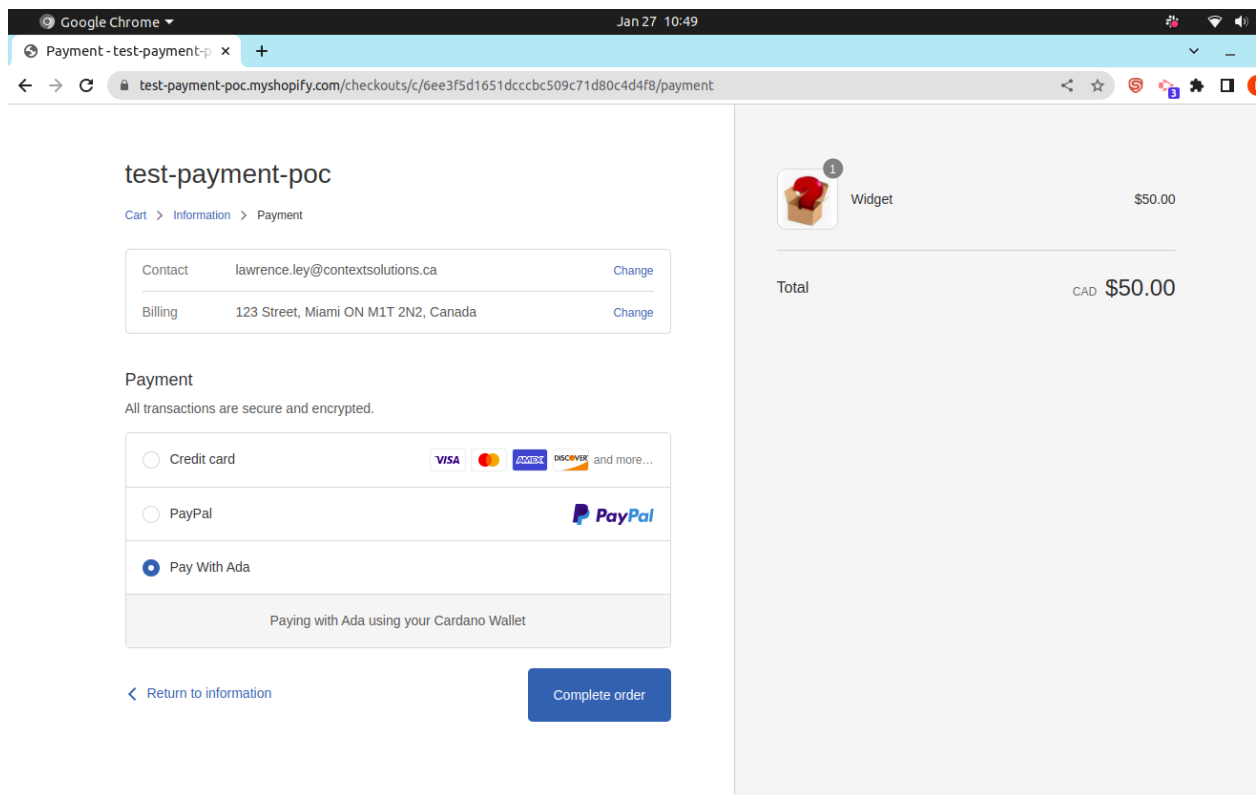 Google Chrome
Jan 27 10:49
Payment - test-payment-p
test-payment-poc.myshopify.com/checkouts/c/6ee3f5d1651dcccbc509c71d80c4d4f8/payment
3
test-payment-poc
Cart > Information > Payment
Contact lawrence.ley@contextsolutions.ca Change
Billing 123 Street, Miami ON M1T 2N2, Canada Change
Payment
All transactions are secure and encrypted.
Credit card VISA AMEX DISCOVER and more...
PayPal PayPal
Pay With Ada
Paying with Ada using your Cardano Wallet
Return to information
Complete order
1
Widget $50.00
Total CAD $50.00